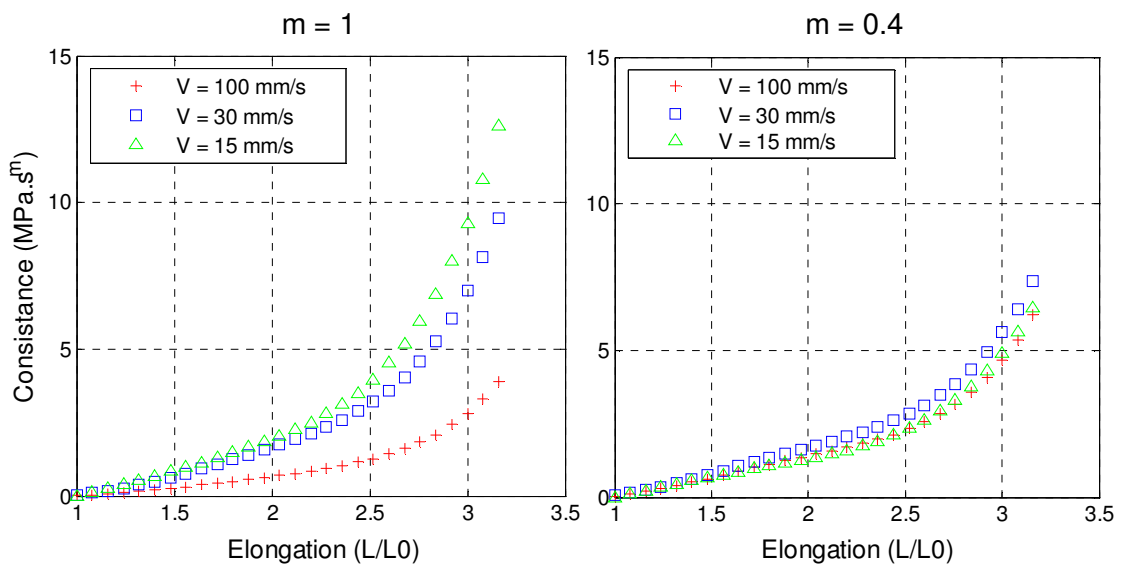 m = 1
15
10
5
0
Consistance (MPa.s^m)
V = 100 mm/s
V = 30 mm/s
V = 15 mm/s
1
1.5
2
2.5
3
3.5
Elongation (L/L0)
m = 0.4
15
10
5
0
V = 100 mm/s
V = 30 mm/s
V = 15 mm/s
1
1.5
2
2.5
3
3.5
Elongation (L/L0)